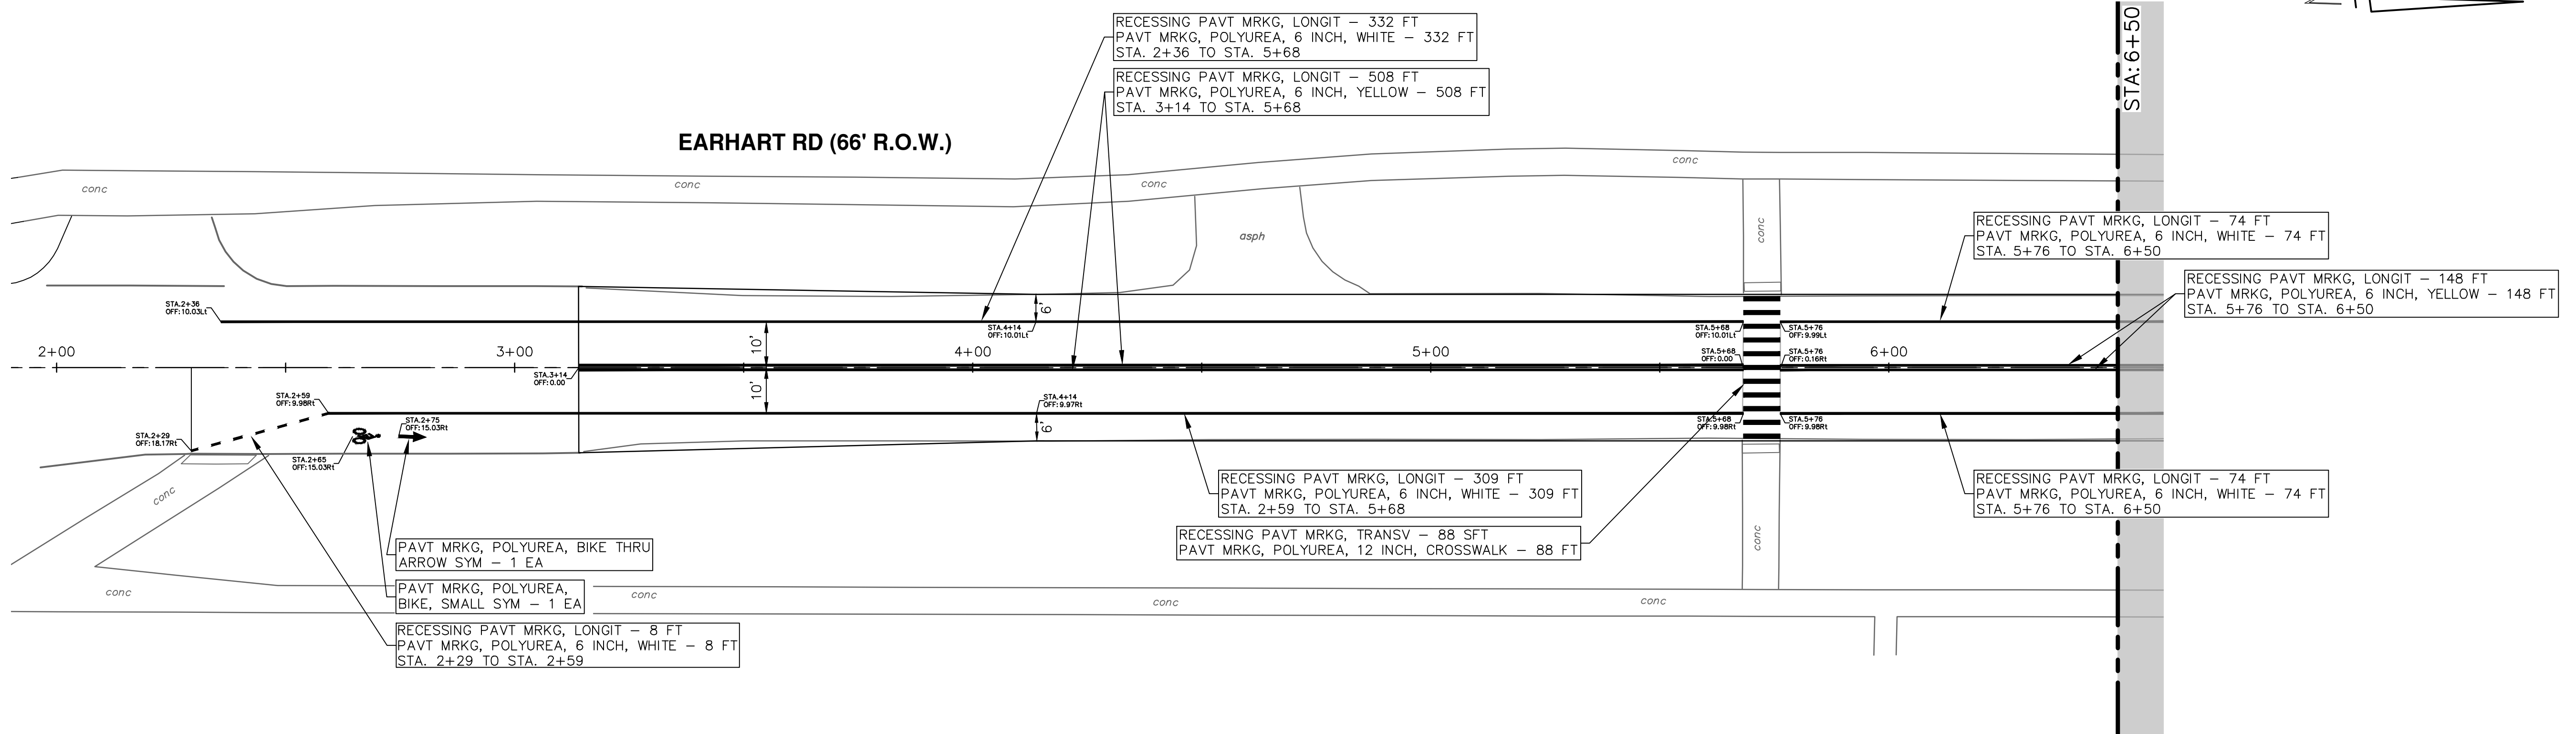 RECESSING PAVT MRKG, LONGIT – 332 FT
PAVT MRKG, POLYUREA, 6 INCH, WHITE – 332 FT
STA. 2+36 TO STA. 5+68
RECESSING PAVT MRKG, LONGIT – 508 FT
PAVT MRKG, POLYUREA, 6 INCH, YELLOW – 508 FT
STA. 3+14 TO STA. 5+68
STA: 6+50
EARHART RD (66' R.O.W.)
conc
conc
conc
conc
conc
asph
RECESSING PAVT MRKG, LONGIT – 74 FT
PAVT MRKG, POLYUREA, 6 INCH, WHITE – 74 FT
STA. 5+76 TO STA. 6+50
RECESSING PAVT MRKG, LONGIT – 148 FT
PAVT MRKG, POLYUREA, 6 INCH, YELLOW – 148 FT
STA. 5+76 TO STA. 6+50
STA.2+36
OFF:10.03Lt
6'
STA.4+14
OFF:10.01Lt
STA.5+68
OFF:10.01Lt
STA.5+76
OFF:9.99Lt
10'
2+00
3+00
4+00
5+00
6+00
STA.5+68
OFF:0.00
STA.5+76
OFF:0.16Rt
STA.3+14
OFF:0.00
10'
STA.2+59
OFF:9.98Rt
STA.4+14
OFF:9.97Rt
STA.2+75
OFF:15.03Rt
6'
STA.5+68
OFF:9.98Rt
STA.5+76
OFF:9.98Rt
STA.2+29
OFF:18.17Rt
STA.2+65
OFF:15.03Rt
conc
RECESSING PAVT MRKG, LONGIT – 309 FT
PAVT MRKG, POLYUREA, 6 INCH, WHITE – 309 FT
STA. 2+59 TO STA. 5+68
RECESSING PAVT MRKG, LONGIT – 74 FT
PAVT MRKG, POLYUREA, 6 INCH, WHITE – 74 FT
STA. 5+76 TO STA. 6+50
RECESSING PAVT MRKG, TRANSV – 88 SFT
PAVT MRKG, POLYUREA, 12 INCH, CROSSWALK – 88 FT
conc
PAVT MRKG, POLYUREA, BIKE THRU
ARROW SYM – 1 EA
PAVT MRKG, POLYUREA,
BIKE, SMALL SYM – 1 EA
conc
conc
conc
conc
RECESSING PAVT MRKG, LONGIT – 8 FT
PAVT MRKG, POLYUREA, 6 INCH, WHITE – 8 FT
STA. 2+29 TO STA. 2+59